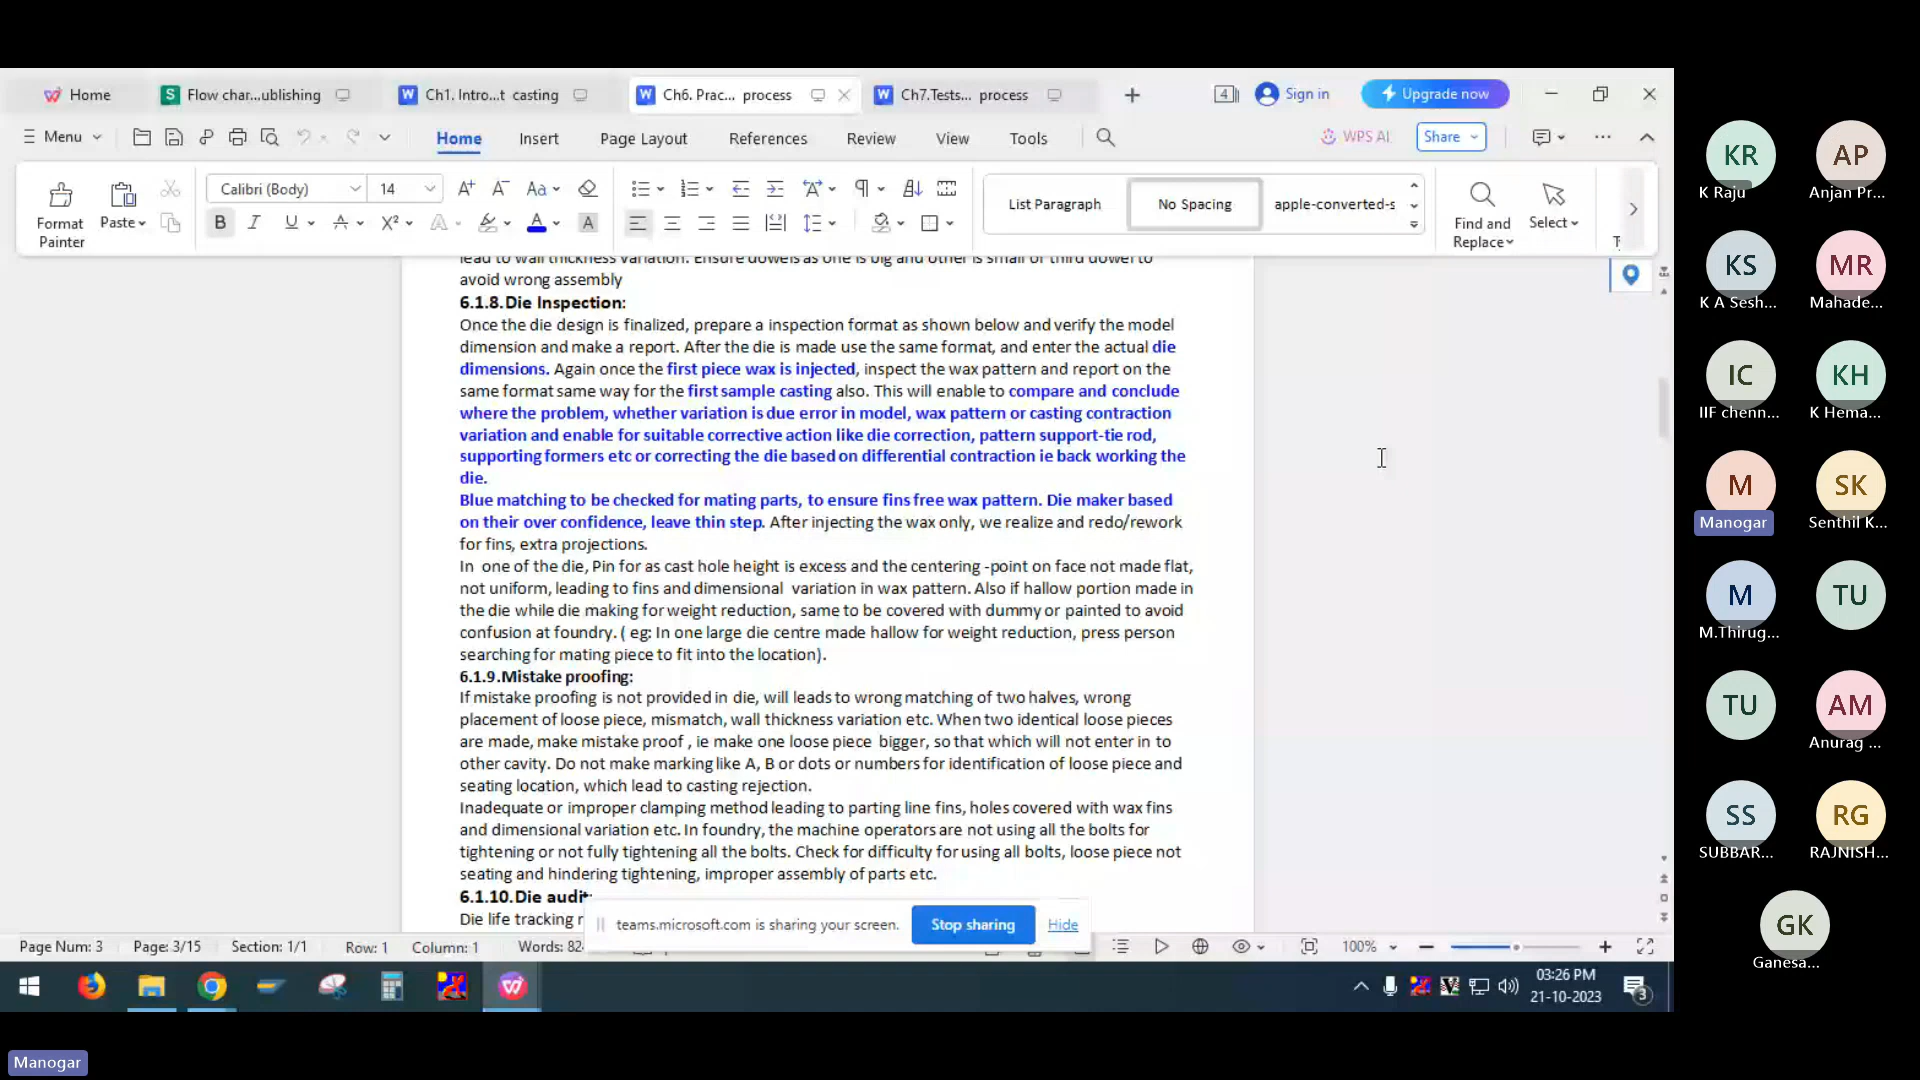 Home
Flow char...ublishing
Ch1. Intro...t casting
Ch6. Prac... process
Ch7.Tests... process
4
Sign in
Upgrade now
Menu
Home
Insert
Page Layout
References
Review
View
Tools
WPS AI
Share
Format Painter
Paste
Calibri (Body)
14
List Paragraph
No Spacing
apple-converted-s
Find and Replace
Select
lead to wall thickness variation. Ensure dowels as one is big and other is small or third dowel to
avoid wrong assembly
6.1.8.Die Inspection:
Once the die design is finalized, prepare a inspection format as shown below and verify the model
dimension and make a report. After the die is made use the same format, and enter the actual die
dimensions. Again once the first piece wax is injected, inspect the wax pattern and report on the
same format same way for the first sample casting also. This will enable to compare and conclude
where the problem, whether variation is due error in model, wax pattern or casting contraction
variation and enable for suitable corrective action like die correction, pattern support-tie rod,
supporting formers etc or correcting the die based on differential contraction ie back working the
die.
Blue matching to be checked for mating parts, to ensure fins free wax pattern. Die maker based
on their over confidence, leave thin step. After injecting the wax only, we realize and redo/rework
for fins, extra projections.
In one of the die, Pin for as cast hole height is excess and the centering -point on face not made flat,
not uniform, leading to fins and dimensional variation in wax pattern. Also if hallow portion made in
the die while die making for weight reduction, same to be covered with dummy or painted to avoid
confusion at foundry. ( eg: In one large die centre made hallow for weight reduction, press person
searching for mating piece to fit into the location).
6.1.9.Mistake proofing:
If mistake proofing is not provided in die, will leads to wrong matching of two halves, wrong
placement of loose piece, mismatch, wall thickness variation etc. When two identical loose pieces
are made, make mistake proof , ie make one loose piece bigger, so that which will not enter in to
other cavity. Do not make marking like A, B or dots or numbers for identification of loose piece and
seating location, which lead to casting rejection.
Inadequate or improper clamping method leading to parting line fins, holes covered with wax fins
and dimensional variation etc. In foundry, the machine operators are not using all the bolts for
tightening or not fully tightening all the bolts. Check for difficulty for using all bolts, loose piece not
seating and hindering tightening, improper assembly of parts etc.
6.1.10.Die audit:
Die life tracking
teams.microsoft.com is sharing your screen.
Stop sharing
Hide
Page Num: 3
Page: 3/15
Section: 1/1
Row: 1
Column: 1
Words: 82
100%
03:26 PM
21-10-2023
3
KR
K Raju
AP
Anjan Pr...
KS
K A Sesh...
MR
Mahade...
IC
IIF chenn...
KH
K Hema...
M
Manogar
SK
Senthil K...
M
M.Thirug...
TU
TU
AM
Anurag ...
SS
SUBBAR...
RG
RAJNISH...
GK
Ganesa...
Manogar